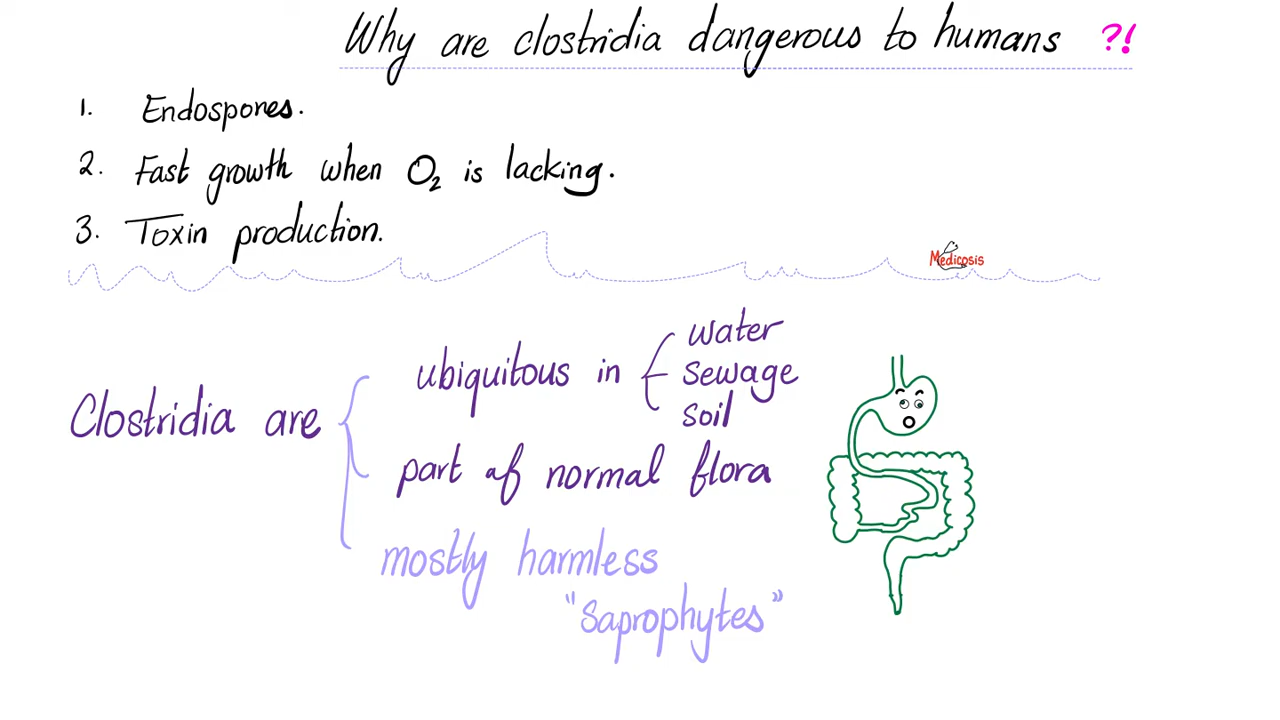 Why are clostridia dangerous to humans ?!
1. Endospores.
2. Fast growth when O₂ is lacking.
3. Toxin production.
Medicosis
Clostridia are
ubiquitous in
water
sewage
soil
part of normal flora
mostly harmless
"Saprophytes"